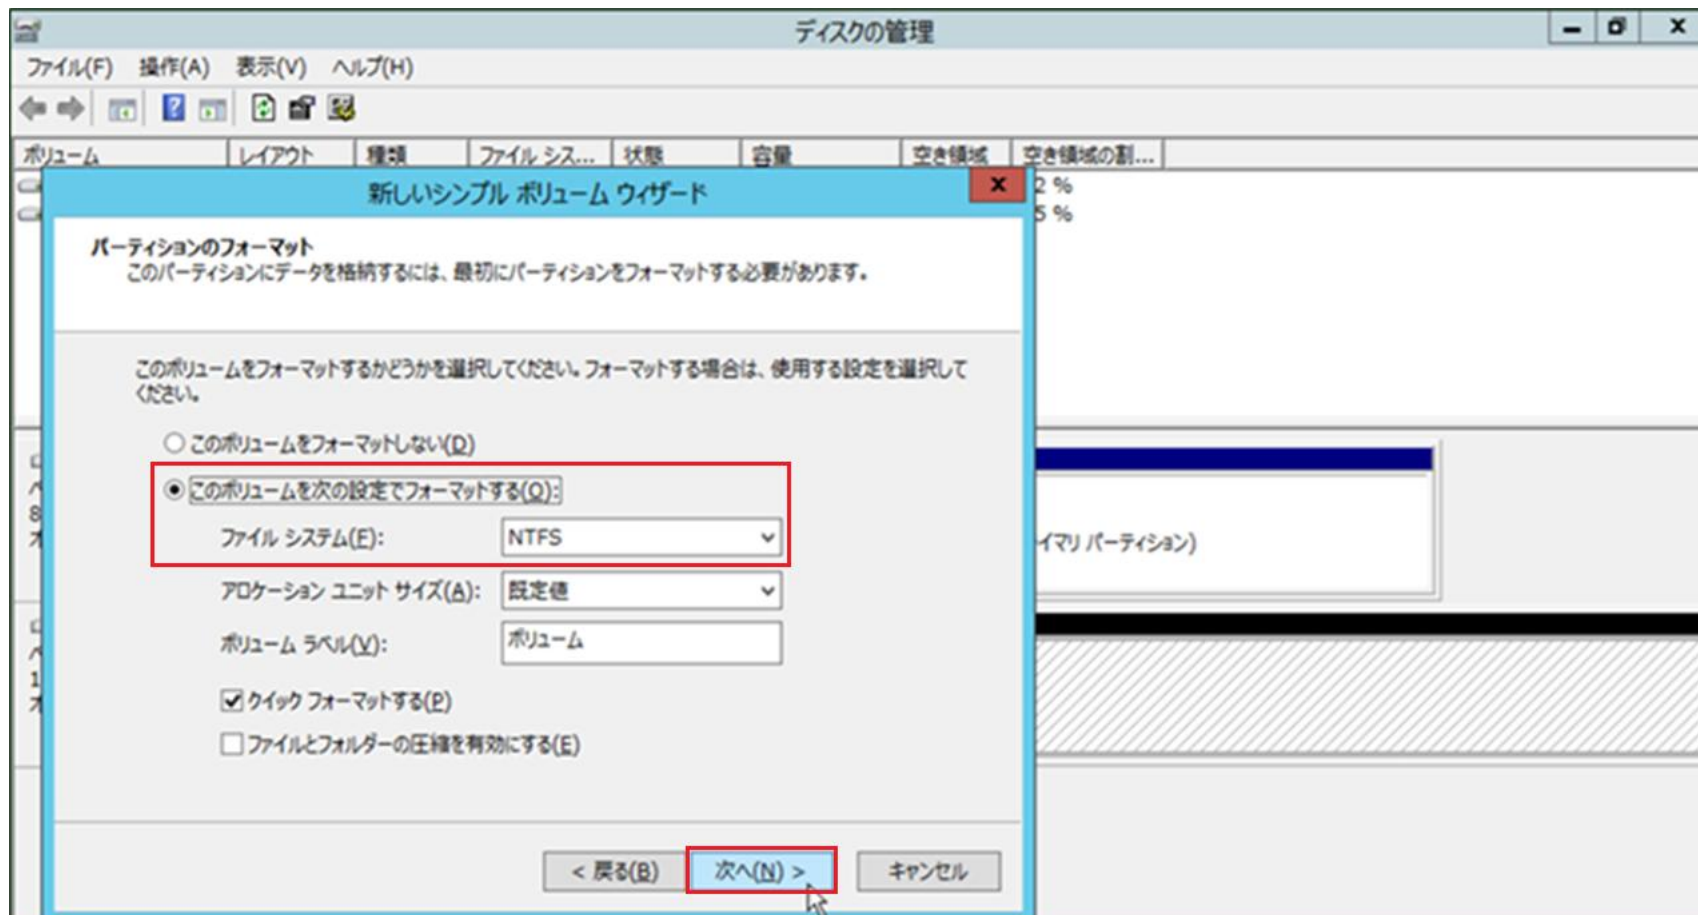 ディスクの管理
ファイル(F) 操作(A) 表示(V) ヘルプ(H)
ボリューム レイアウト 種類 ファイル シス... 状態 容量 空き領域 空き領域の割...
2 %
5 %
新しいシンプル ボリューム ウィザード
パーティションのフォーマット
このパーティションにデータを格納するには、最初にパーティションをフォーマットする必要があります。
このボリュームをフォーマットするかどうかを選択してください。フォーマットする場合は、使用する設定を選択して
ください。
このボリュームをフォーマットしない(D)
このボリュームを次の設定でフォーマットする(O):
ファイル システム(F): NTFS
アロケーション ユニット サイズ(A): 既定値
ボリューム ラベル(V): ボリューム
クイック フォーマットする(P)
ファイルとフォルダーの圧縮を有効にする(E)
イマリ パーティション)
< 戻る(B) 次へ(N) > キャンセル